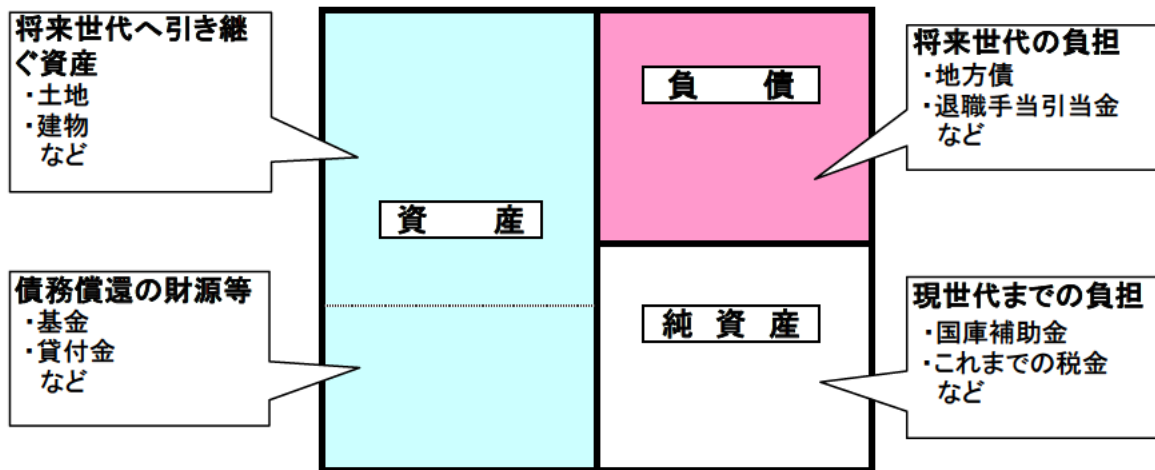 将来世代へ引き継
ぐ資産
・土地
・建物
など
資　産
債務償還の財源等
・基金
・貸付金
など
負　債
将来世代の負担
・地方債
・退職手当引当金
など
純 資 産
現世代までの負担
・国庫補助金
・これまでの税金
など